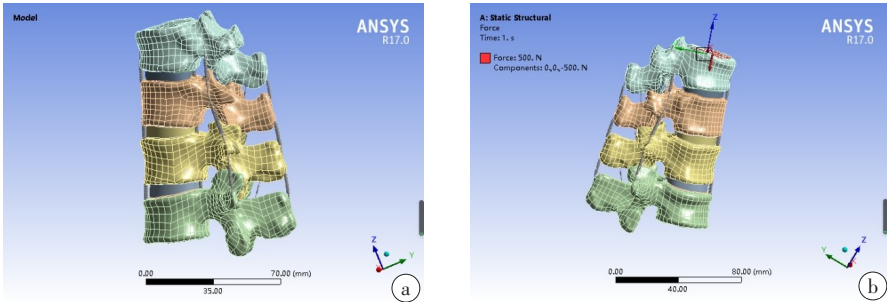 Model
ANSYS
R17.0
0.00
70.00 (mm)
35.00
Z
Y
a
A: Static Structural
Force
Time: 1. s
Force: 500. N
Components: 0.,0.,-500. N
Z
ANSYS
R17.0
0.00
80.00 (mm)
40.00
Z
Y
b